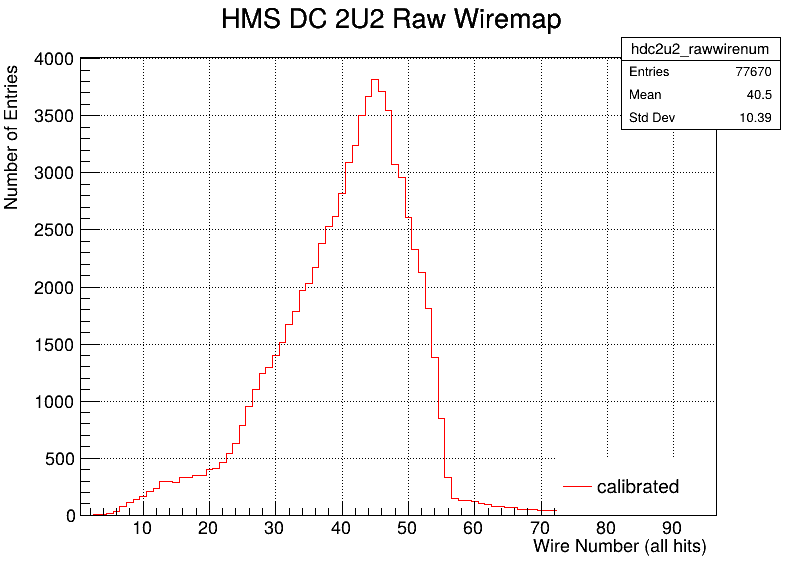 HMS DC 2U2 Raw Wiremap
hdc2u2_rawwirenum
Entries 77670
Mean 40.5
Std Dev 10.39
Number of Entries
4000
3500
3000
2500
2000
1500
1000
500
0
calibrated
10 20 30 40 50 60 70 80 90
Wire Number (all hits)